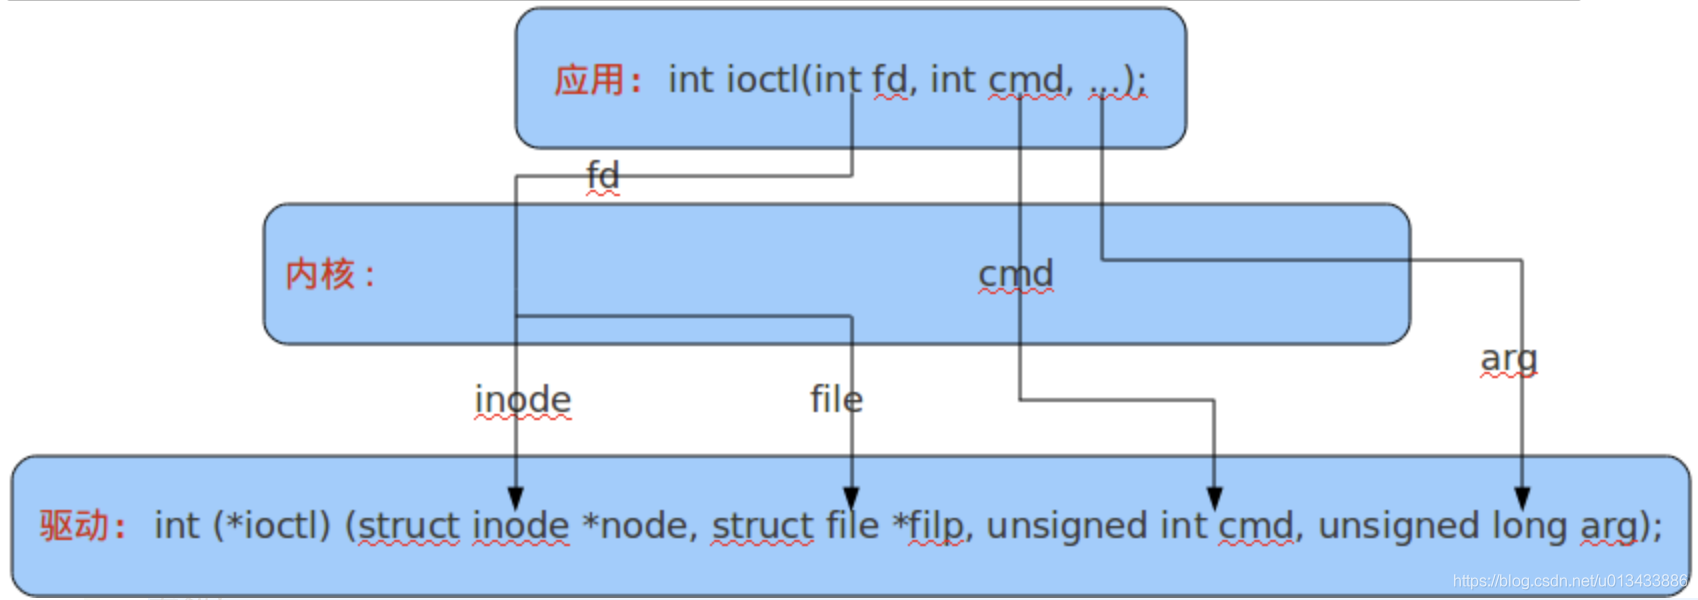 应用: int ioctl(int fd, int cmd, ...);
fd
内核:
cmd
arg
inode
file
驱动: int (*ioctl) (struct inode *node, struct file *filp, unsigned int cmd, unsigned long arg);
https://blog.csdn.net/u013433886